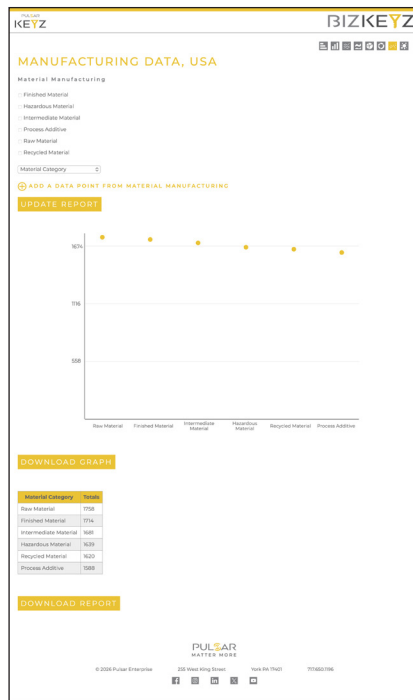 PULSAR
KEYZ
BIZKEYZ
MANUFACTURING DATA, USA
Material Manufacturing
Finished Material
Hazardous Material
Intermediate Material
Process Additive
Raw Material
Recycled Material
Material Category
ADD A DATA POINT FROM MATERIAL MANUFACTURING
UPDATE REPORT
1674
1116
558
Raw Material Finished Material Intermediate Material Hazardous Material Recycled Material Process Additive
DOWNLOAD GRAPH
Material Category Totals
Raw Material 1758
Finished Material 1714
Intermediate Material 1681
Hazardous Material 1639
Recycled Material 1620
Process Additive 1588
DOWNLOAD REPORT
PULSAR
MATTER MORE
© 2026 Pulsar Enterprise 235 West King Street York PA 17401 717.650.1196